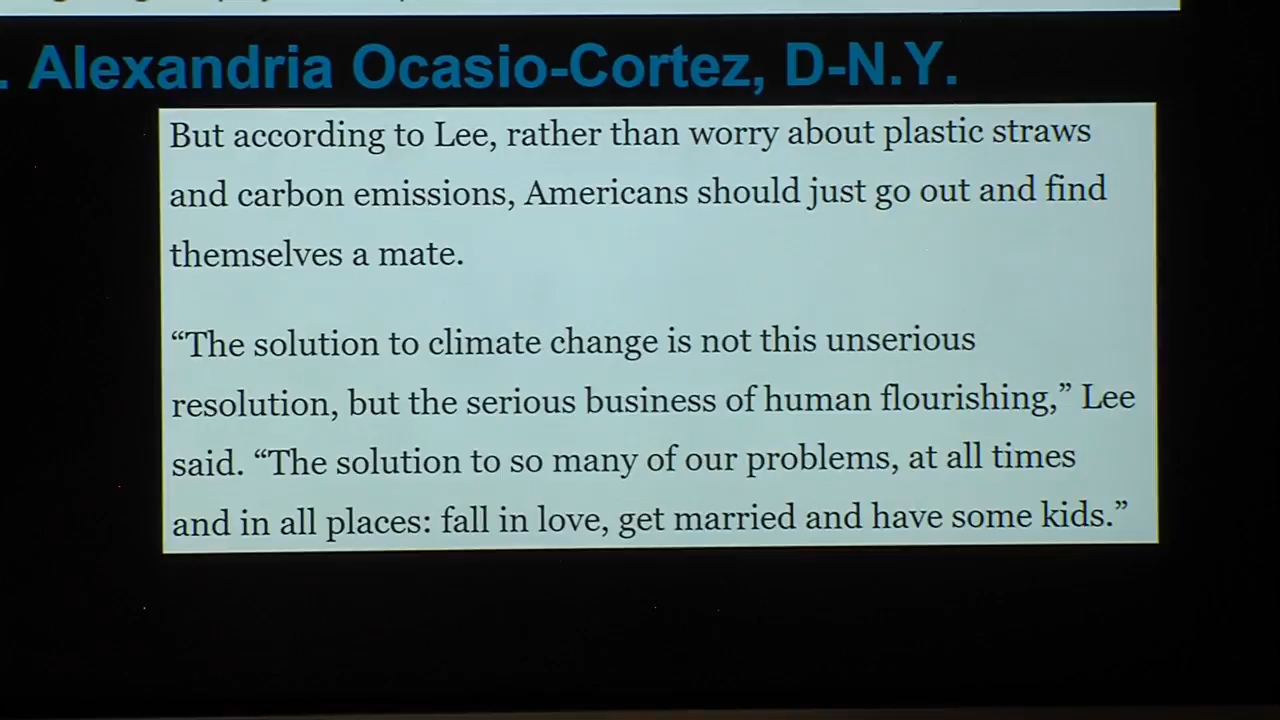 . Alexandria Ocasio-Cortez, D-N.Y.
But according to Lee, rather than worry about plastic straws
and carbon emissions, Americans should just go out and find
themselves a mate.
“The solution to climate change is not this unserious
resolution, but the serious business of human flourishing,” Lee
said. “The solution to so many of our problems, at all times
and in all places: fall in love, get married and have some kids.”